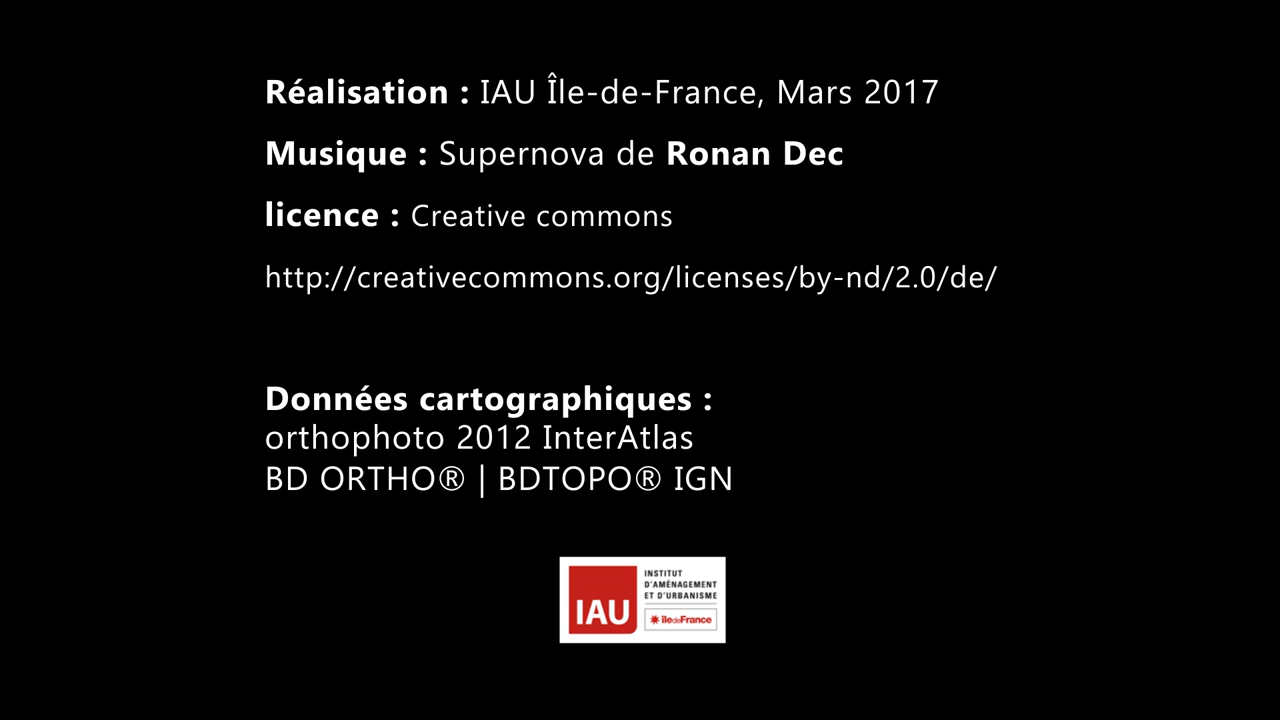 Réalisation : IAU Île-de-France, Mars 2017
Musique : Supernova de Ronan Dec
licence : Creative commons
http://creativecommons.org/licenses/by-nd/2.0/de/
Données cartographiques :
orthophoto 2012 InterAtlas
BD ORTHO® | BDTOPO® IGN
IAU
INSTITUT
D'AMÉNAGEMENT
ET D'URBANISME
îledeFrance